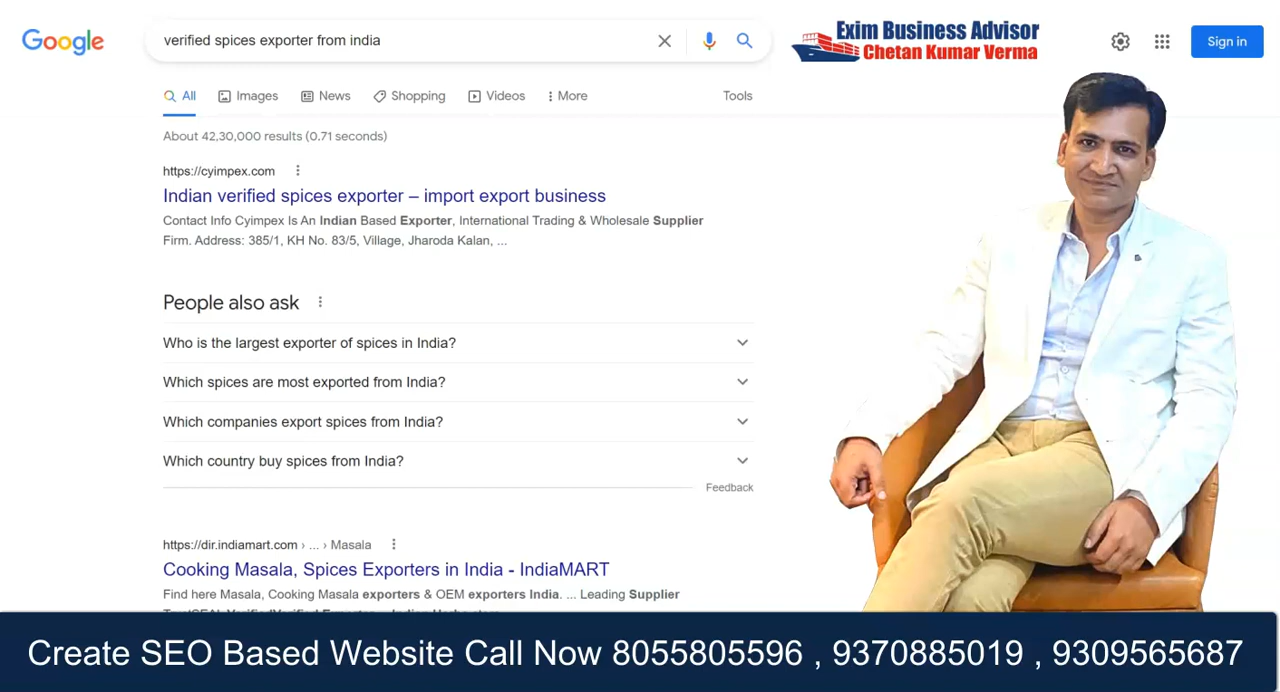 Google
verified spices exporter from india
Exim Business Advisor
Chetan Kumar Verma
Sign in
All Images News Shopping Videos More Tools
About 42,30,000 results (0.71 seconds)
https://cyimpex.com
Indian verified spices exporter – import export business
Contact Info Cyimpex Is An Indian Based Exporter, International Trading & Wholesale Supplier
Firm. Address: 385/1, KH No. 83/5, Village, Jharoda Kalan, ...
People also ask
Who is the largest exporter of spices in India?
Which spices are most exported from India?
Which companies export spices from India?
Which country buy spices from India?
Feedback
https://dir.indiamart.com › ... › Masala
Cooking Masala, Spices Exporters in India - IndiaMART
Find here Masala, Cooking Masala exporters & OEM exporters India. ... Leading Supplier
Create SEO Based Website Call Now 8055805596 , 9370885019 , 9309565687